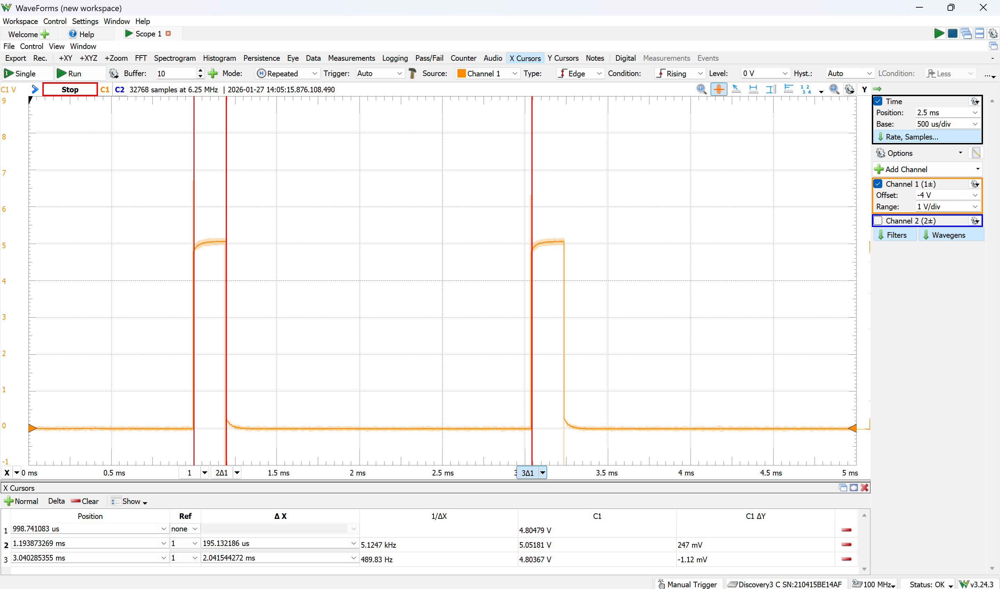 WaveForms (new workspace)
Workspace Control Settings Window Help
Welcome Help Scope 1
File Control View Window
Export Rec. +XY +XYZ +Zoom FFT Spectrogram Histogram Persistence Eye Data Measurements Logging Pass/Fail Counter Audio X Cursors Y Cursors Notes Digital Measurements Events
Single Run Buffer: 10 Mode: Repeated Trigger: Auto Source: Channel 1 Type: Edge Condition: Rising Level: 0 V Hyst.: Auto LCondition: Less ...
C1 V Stop C1 C2 32768 samples at 6.25 MHz | 2026-01-27 14:05:15.876.108.490 Y
9
8
7
6
5
4
3
2
1
0
-1
X 0 ms 0.5 ms 1 2Δ1 1.5 ms 2 ms 2.5 ms 3Δ1 3.5 ms 4 ms 4.5 ms 5 ms
Time
Position: 2.5 ms
Base: 500 us/div
Rate, Samples...
Options
Add Channel
Channel 1 (1±)
Offset: -4 V
Range: 1 V/div
Channel 2 (2±)
Filters Wavegens
X Cursors
Normal Delta Clear Show
Position Ref Δ X 1/ΔX C1 C1 ΔY
1 998.741083 us none 4.80479 V
2 1.193873269 ms 1 195.132186 us 5.1247 kHz 5.05181 V 247 mV
3 3.040285355 ms 1 2.041544272 ms 489.83 Hz 4.80367 V -1.12 mV
Manual Trigger Discovery3 C SN:210415BE14AF 100 MHz Status: OK v3.24.3